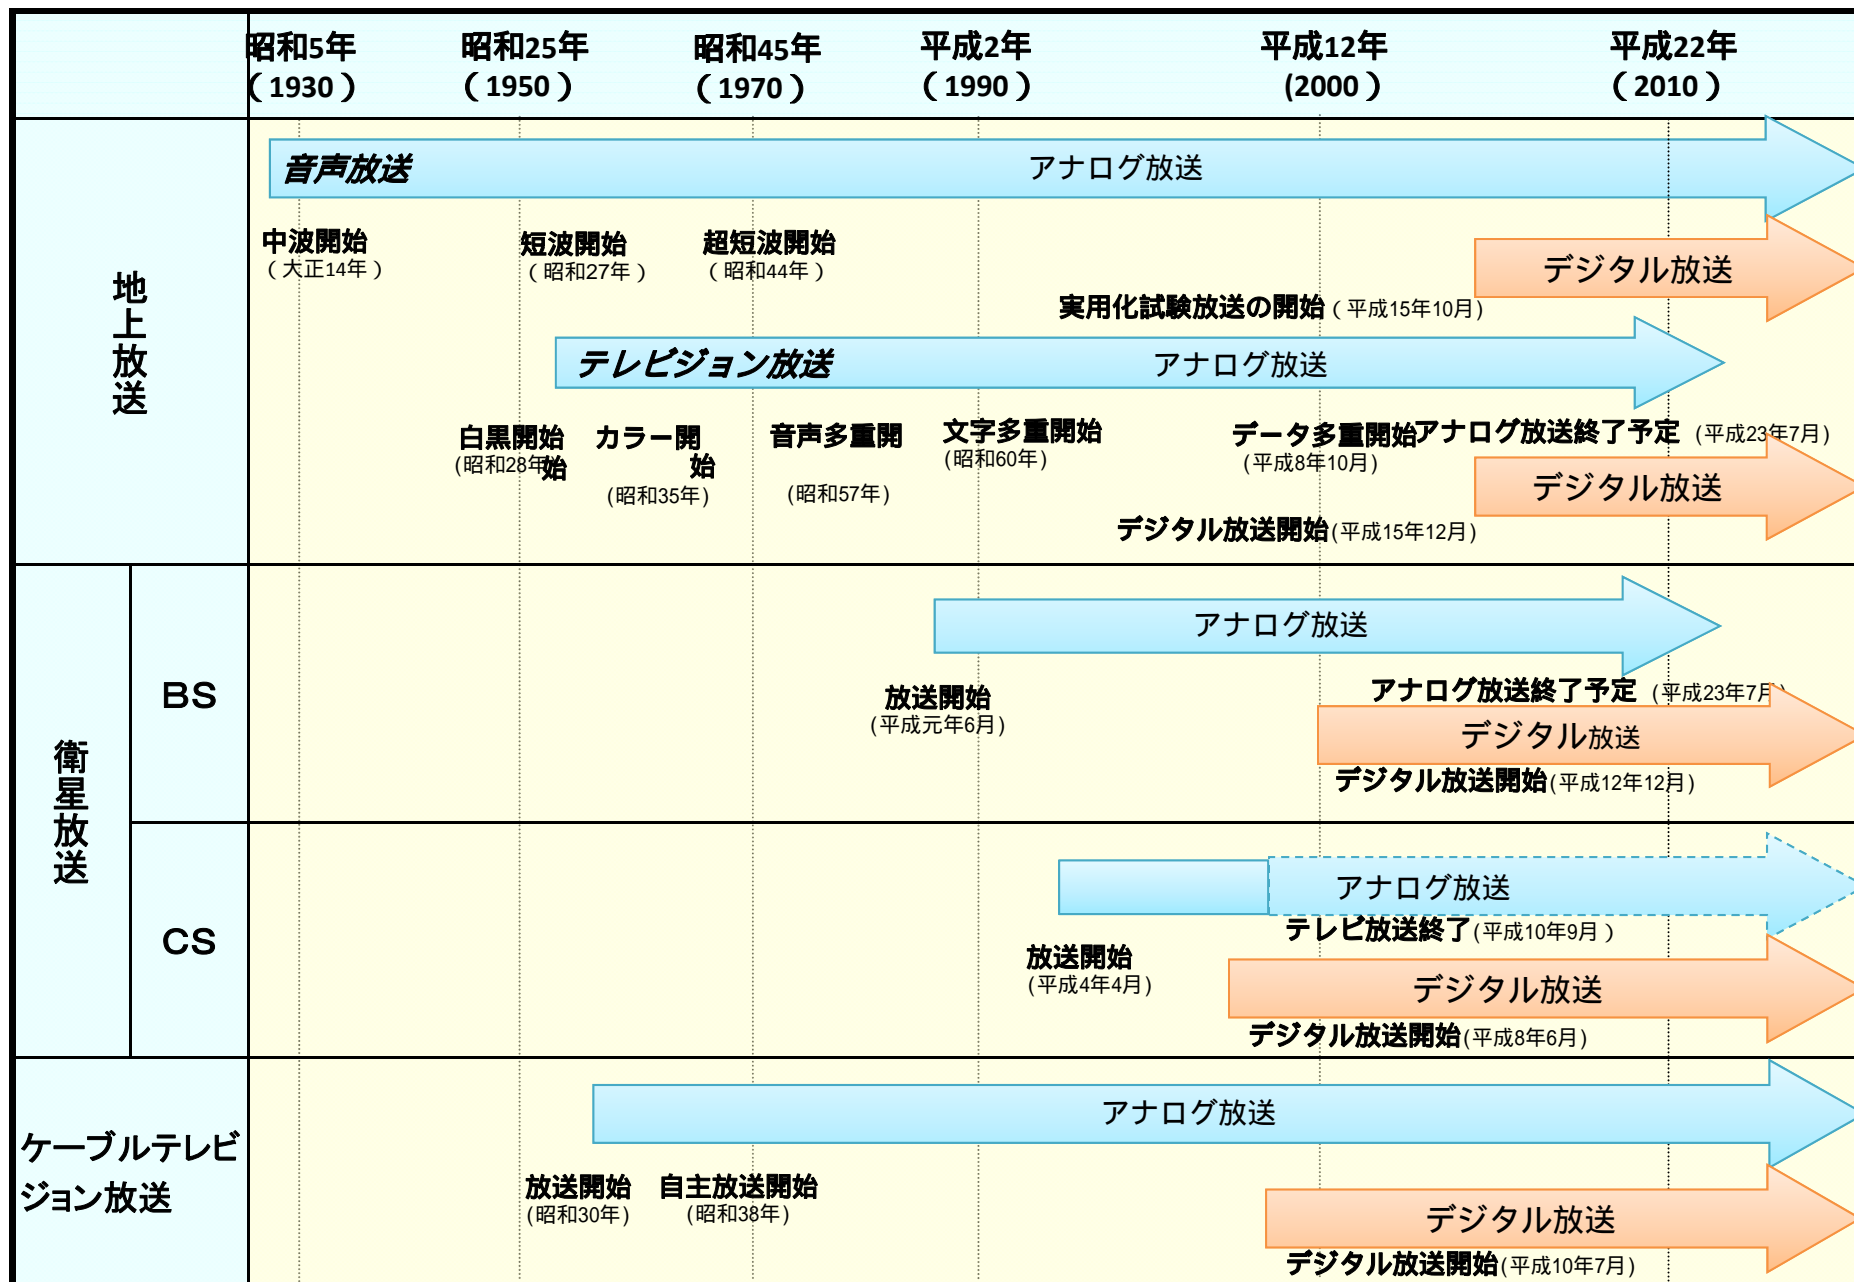 昭和5年
（1930）
昭和25年
（1950）
昭和45年
（1970）
平成2年
（1990）
平成12年
(2000）
平成22年
（2010）
地上放送
音声放送
アナログ放送
中波開始
（大正14年）
短波開始
（昭和27年）
超短波開始
（昭和44年）
デジタル放送
実用化試験放送の開始（平成15年10月)
テレビジョン放送
アナログ放送
白黒開始
(昭和28年)
カラー開始
(昭和35年)
音声多重開始
(昭和57年)
文字多重開始
(昭和60年)
データ多重開始
(平成8年10月)
アナログ放送終了予定 (平成23年7月)
デジタル放送
デジタル放送開始(平成15年12月)
衛星放送
BS
アナログ放送
放送開始
(平成元年6月)
アナログ放送終了予定 (平成23年7月)
デジタル放送
デジタル放送開始(平成12年12月)
CS
アナログ放送
テレビ放送終了(平成10年9月）
放送開始
(平成4年4月)
デジタル放送
デジタル放送開始(平成8年6月)
ケーブルテレビ
ジョン放送
アナログ放送
放送開始
(昭和30年)
自主放送開始
(昭和38年)
デジタル放送
デジタル放送開始(平成10年7月)